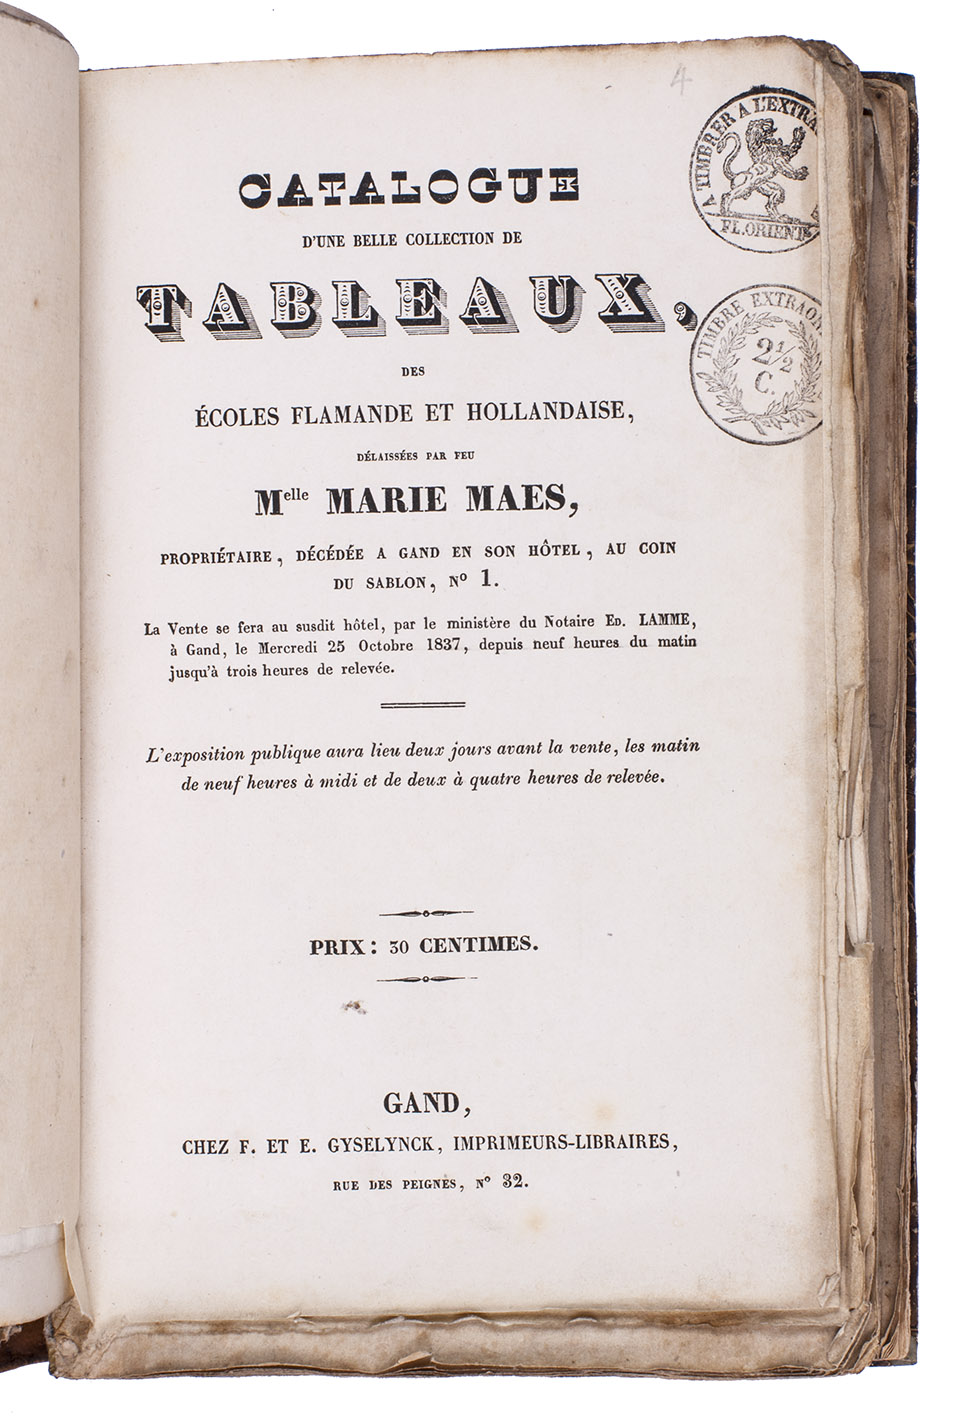 4
A TIMBRER A L'EXTRA
FL. ORIENT
CATALOGUE
D'UNE BELLE COLLECTION DE
TABLEAUX,
TIMBRE EXTRAOR
2 1/2
C.
DES
ÉCOLES FLAMANDE ET HOLLANDAISE,
DÉLAISSÉES PAR FEU
Melle MARIE MAES,
PROPRIÉTAIRE, DÉCÉDÉE A GAND EN SON HÔTEL, AU COIN
DU SABLON, No 1.
La Vente se fera au susdit hôtel, par le ministère du Notaire ED. LAMME,
à Gand, le Mercredi 25 Octobre 1837, depuis neuf heures du matin
jusqu'à trois heures de relevée.
L'exposition publique aura lieu deux jours avant la vente, les matin
de neuf heures à midi et de deux à quatre heures de relevée.
PRIX: 30 CENTIMES.
GAND,
CHEZ F. ET E. GYSELYNCK, IMPRIMEURS-LIBRAIRES,
RUE DES PEIGNES, N° 32.